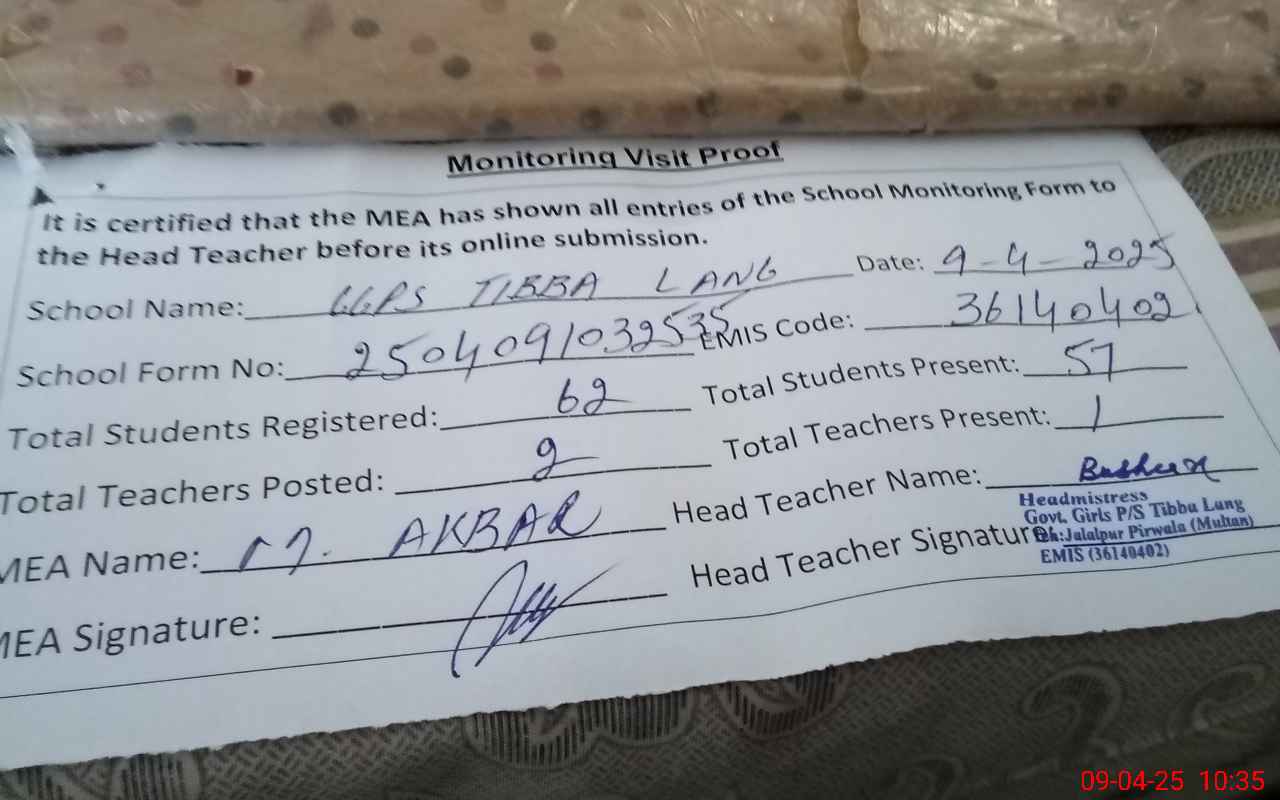 Monitoring Visit Proof
It is certified that the MEA has shown all entries of the School Monitoring Form to
the Head Teacher before its online submission.
School Name: GGPS TIBBA LANG Date: 9-4-2025
School Form No: 250409103253 EMIS Code: 36140402
Total Students Registered: 62 Total Students Present: 57
Total Teachers Posted: 2 Total Teachers Present: 1
MEA Name: M. AKBAR Head Teacher Name:
MEA Signature: Head Teacher Signature
Headmistress
Govt. Girls P/S Tibba Lang
Teh:Jalalpur Pirwala (Multan)
EMIS (36140402)
09-04-25 10:35